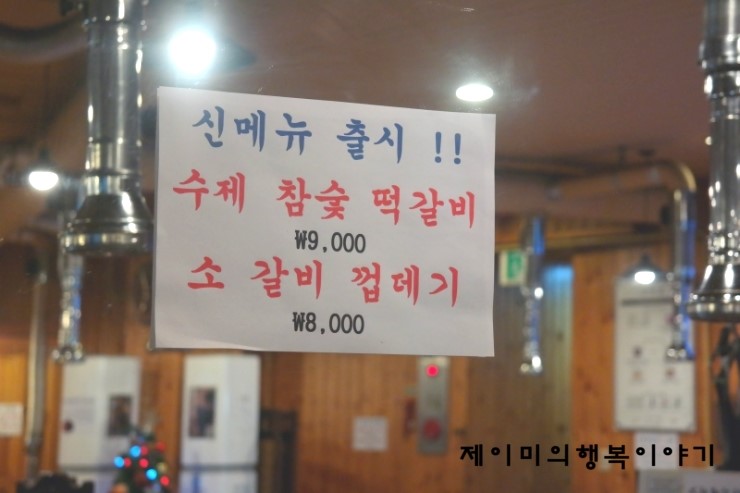 신메뉴 출시 !!
수제 참숯 떡갈비
₩9,000
소 갈비 껍데기
₩8,000
제이미의행복이야기